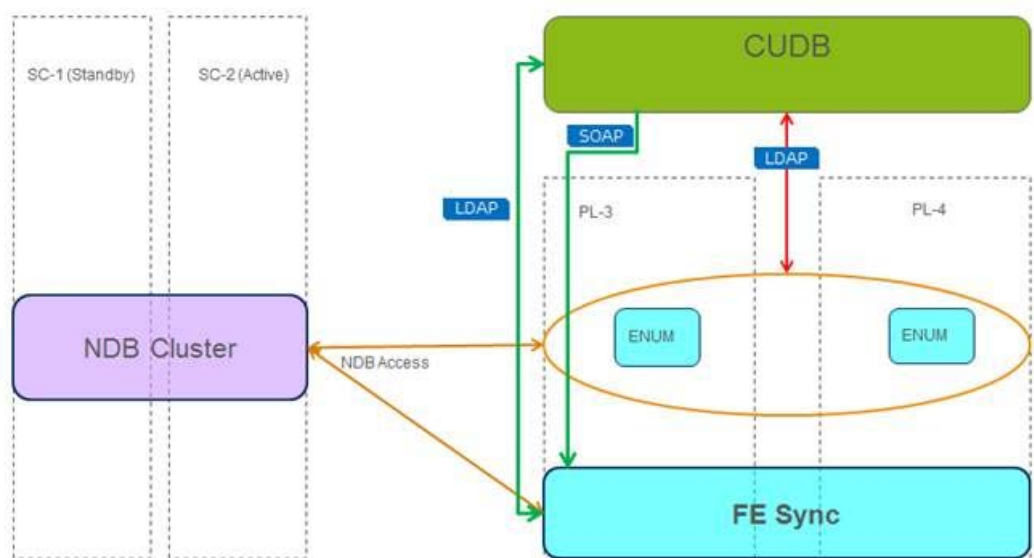 CUDB
SC-1 (Standby)
SC-2 (Active)
SOAP
LDAP
LDAP
PL-3
PL-4
NDB Cluster
NDB Access
ENUM
ENUM
FE Sync